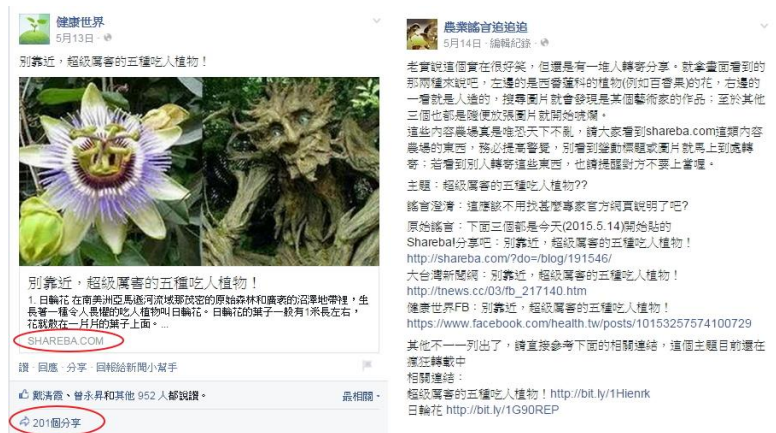 健康世界
5月13日
別靠近，超級厲害的五種吃人植物！
別靠近，超級厲害的五種吃人植物！
1. 日輪花 在南美洲亞馬遜河流域那茂密的原始森林和廣袤的沼澤地帶裡，生
長著一種令人畏懼的吃人植物叫日輪花。日輪花的葉子一般有1米長左右，
花就散在一片片的葉子上面。...
SHAREBA.COM
讚 · 回應 · 分享 · 回報給新聞小幫手
戴清霞、曾永昇和其他 952 人都說讚。
最相關
201個分享
農業謠言追追追
5月14日 · 編輯紀錄
老實說這個實在很好笑，但還是有一堆人轉寄分享。就拿畫面看到的
那兩種來說吧，左邊的是西番蓮科的植物(例如百香果)的花，右邊的
一看就是人造的，搜尋圖片就會發現是某個藝術家的作品；至於其他
三個也都是隨便放張圖片就開始唬爛。
這些內容農場真是唯恐天下不亂，請大家看到shareba.com這類內容
農場的東西，務必提高警覺，別看到聳動標題或圖片就馬上到處轉
寄；若看到別人轉寄這些東西，也請提醒對方不要上當喔。
主題：超級厲害的五種吃人植物??
謠言澄清：這應該不用找甚麼專家官方網頁說明了吧?
原始謠言：下面三個都是今天(2015.5.14)開始貼的
Shareba!分享吧：別靠近，超級厲害的五種吃人植物！
http://shareba.com/?do=/blog/191546/
大台灣新聞網：別靠近，超級厲害的五種吃人植物！
http://tnews.cc/03/fb_217140.htm
健康世界FB：別靠近，超級厲害的五種吃人植物！
https://www.facebook.com/health.tw/posts/10153257574100729
其他不一一列出了，請直接參考下面的相關連結，這個主題目前還在
瘋狂轉載中
相關連結：
超級厲害的五種吃人植物！http://bit.ly/1Hienrk
日輪花 http://bit.ly/1G90REP